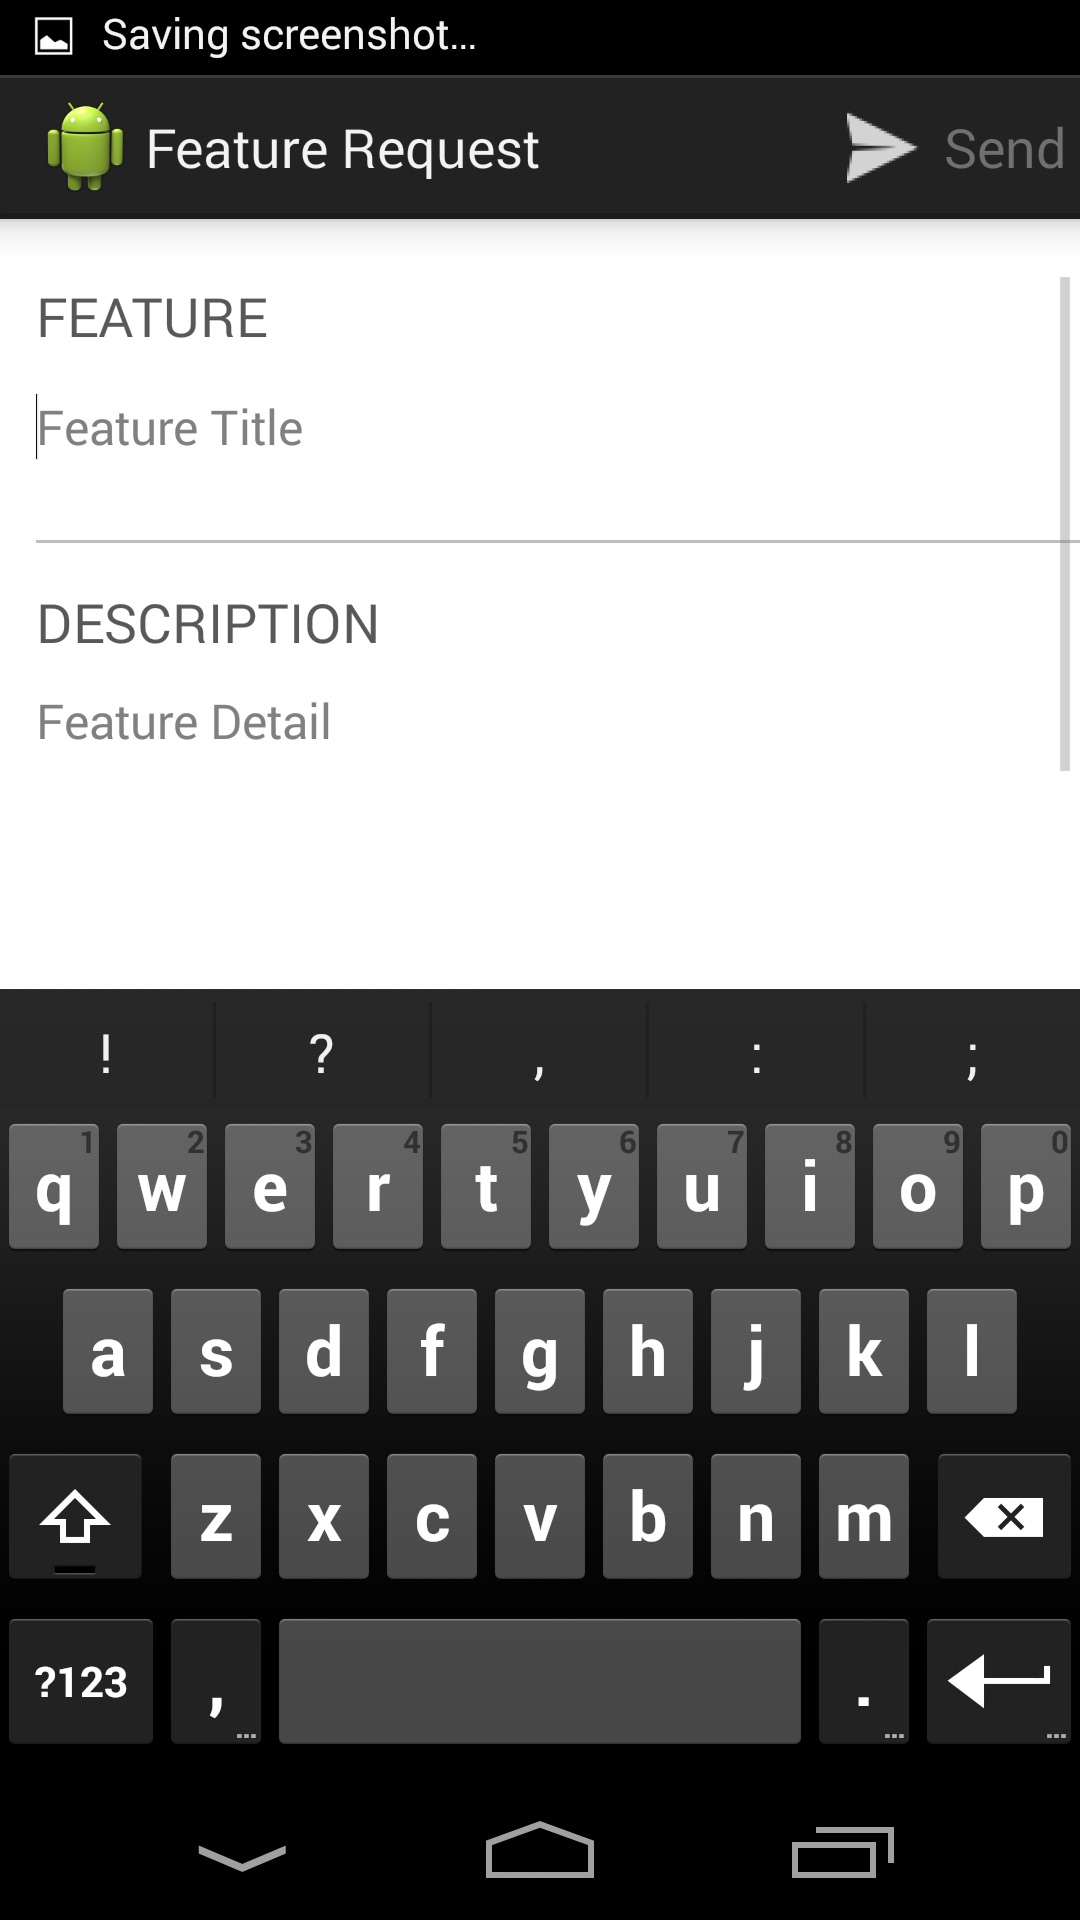 Saving screenshot...
Feature Request Send
FEATURE
Feature Title
DESCRIPTION
Feature Detail
! ? , : ;
1 2 3 4 5 6 7 8 9 0
q w e r t y u i o p
a s d f g h j k l
z x c v b n m
?123 , .